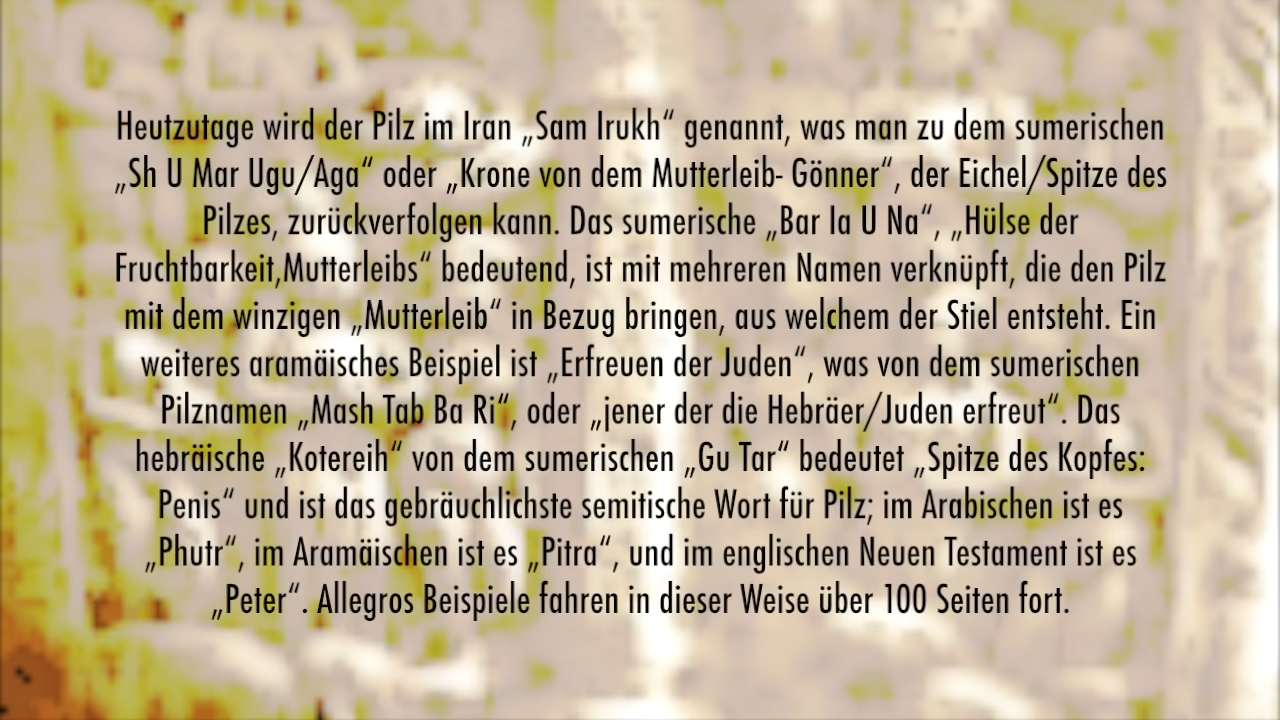 Heutzutage wird der Pilz im Iran „Sam Irukh“ genannt, was man zu dem sumerischen
„Sh U Mar Ugu/Aga“ oder „Krone von dem Mutterleib- Gönner“, der Eichel/Spitze des
Pilzes, zurückverfolgen kann. Das sumerische „Bar Ia U Na“, „Hülse der
Fruchtbarkeit,Mutterleibs“ bedeutend, ist mit mehreren Namen verknüpft, die den Pilz
mit dem winzigen „Mutterleib“ in Bezug bringen, aus welchem der Stiel entsteht. Ein
weiteres aramäisches Beispiel ist „Erfreuen der Juden“, was von dem sumerischen
Pilznamen „Mash Tab Ba Ri“, oder „jener der die Hebräer/Juden erfreut“. Das
hebräische „Kotereih“ von dem sumerischen „Gu Tar“ bedeutet „Spitze des Kopfes:
Penis“ und ist das gebräuchlichste semitische Wort für Pilz; im Arabischen ist es
„Phutr“, im Aramäischen ist es „Pitra“, und im englischen Neuen Testament ist es
„Peter“. Allegros Beispiele fahren in dieser Weise über 100 Seiten fort.